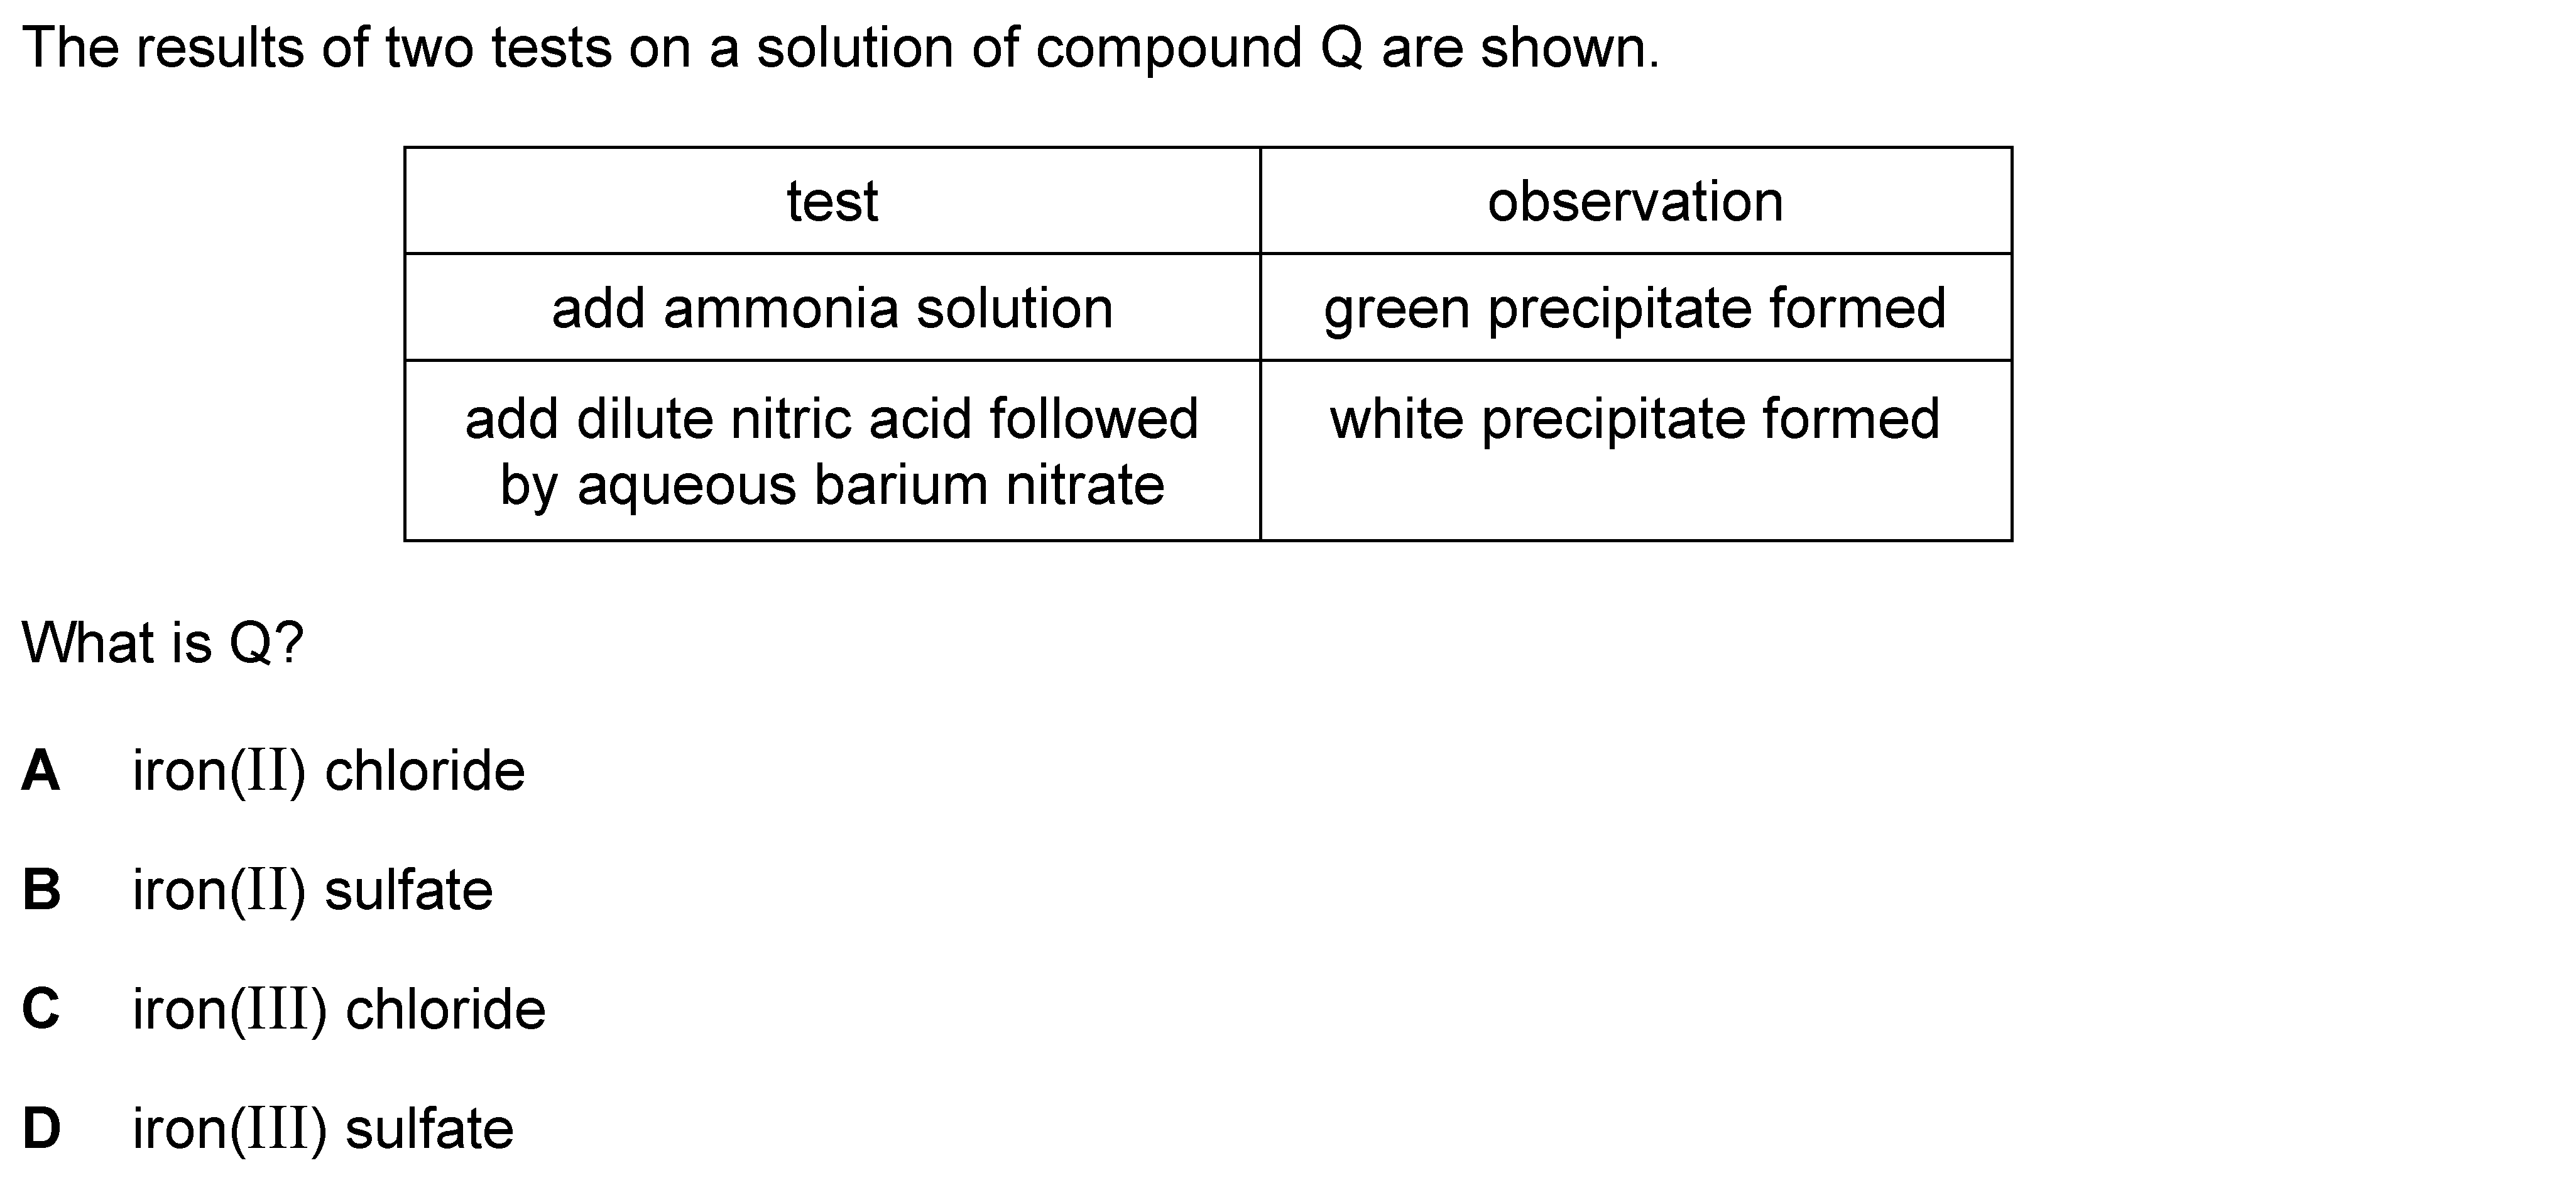 The results of two tests on a solution of compound Q are shown.
test observation
add ammonia solution green precipitate formed
add dilute nitric acid followed white precipitate formed
by aqueous barium nitrate
What is Q?
A iron(II) chloride
B iron(II) sulfate
C iron(III) chloride
D iron(III) sulfate